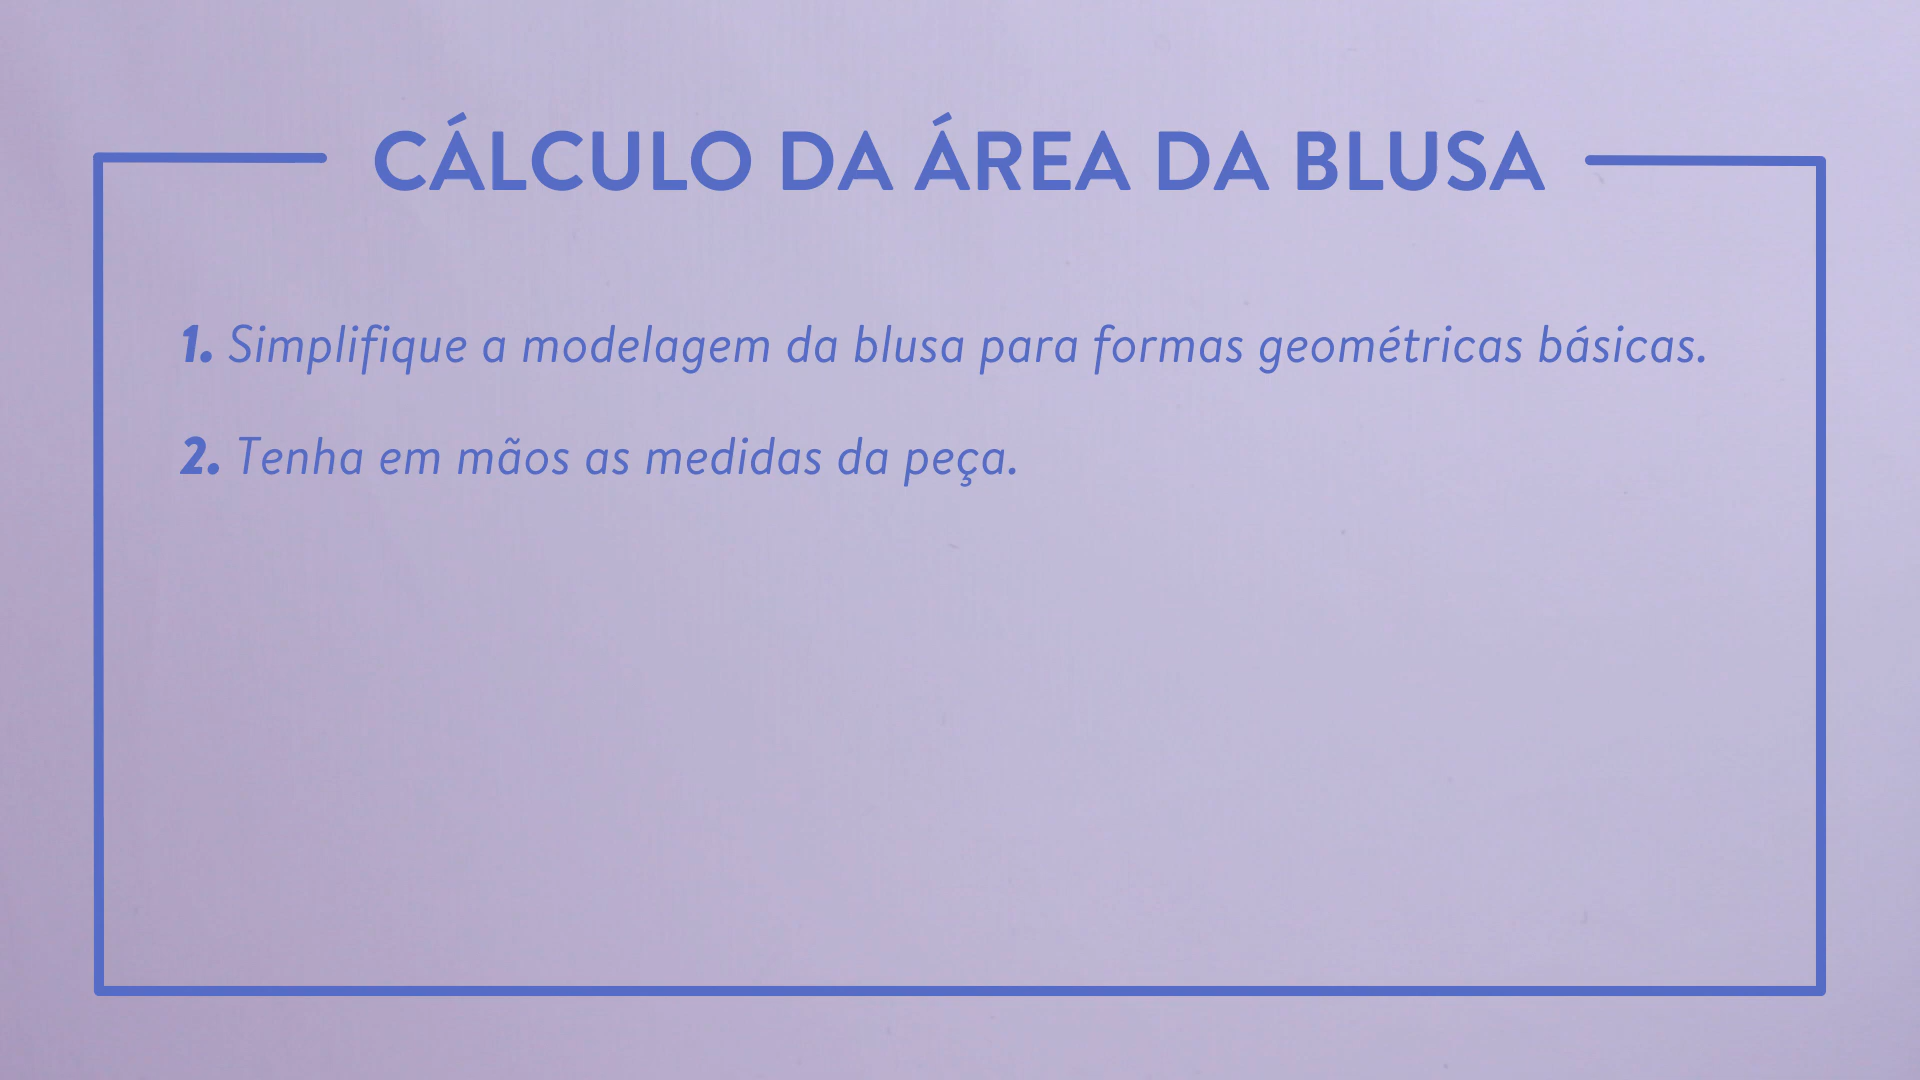 CÁLCULO DA ÁREA DA BLUSA
1. Simplifique a modelagem da blusa para formas geométricas básicas.
2. Tenha em mãos as medidas da peça.